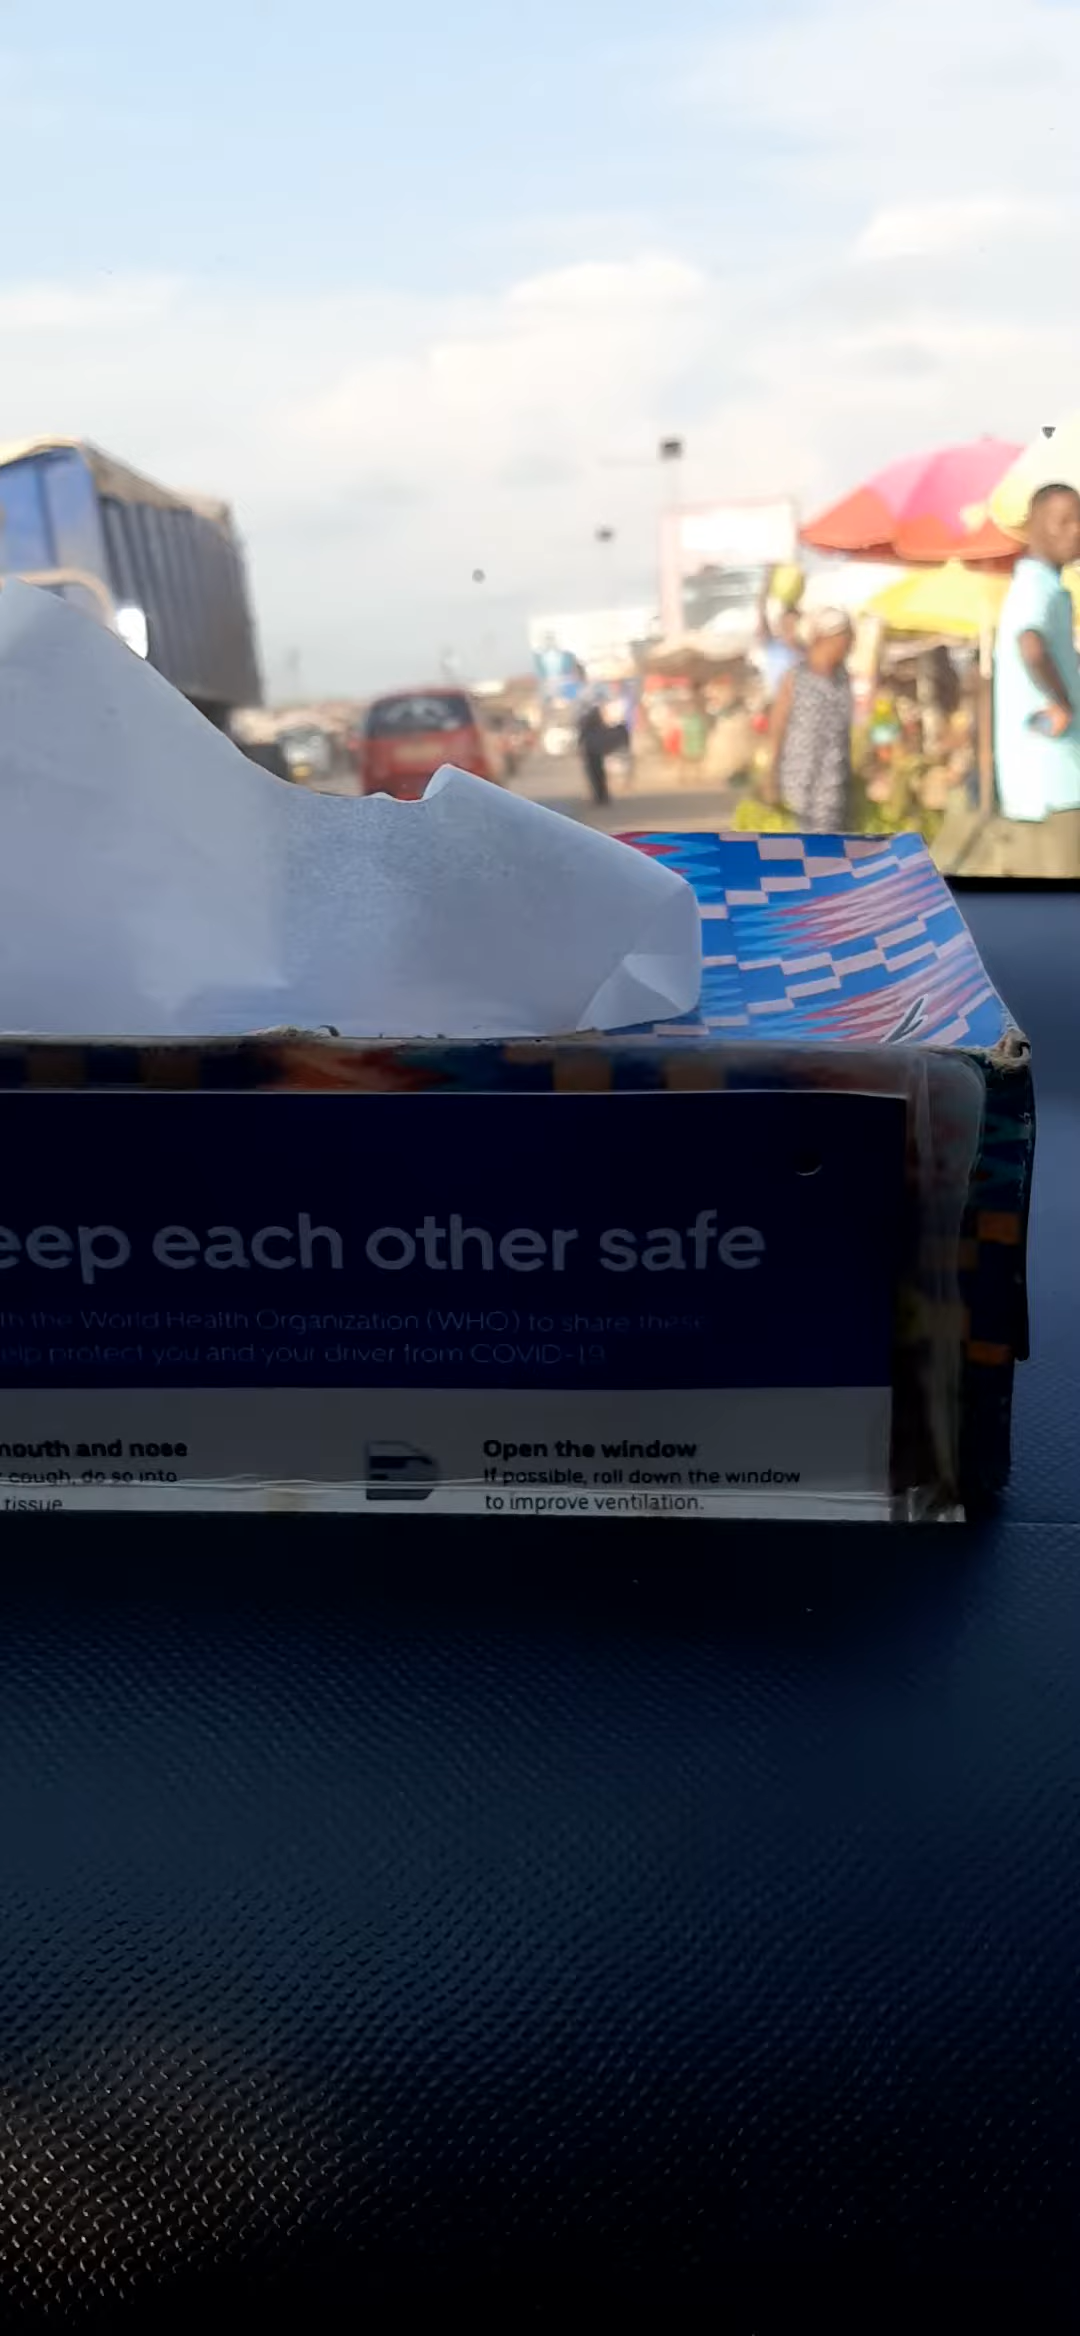 eep each other safe
th the World Health Organization (WHO) to share these
elp protect you and your driver from COVID-19.
mouth and nose
cough, do so into
tissue.
Open the window
If possible, roll down the window
to improve ventilation.